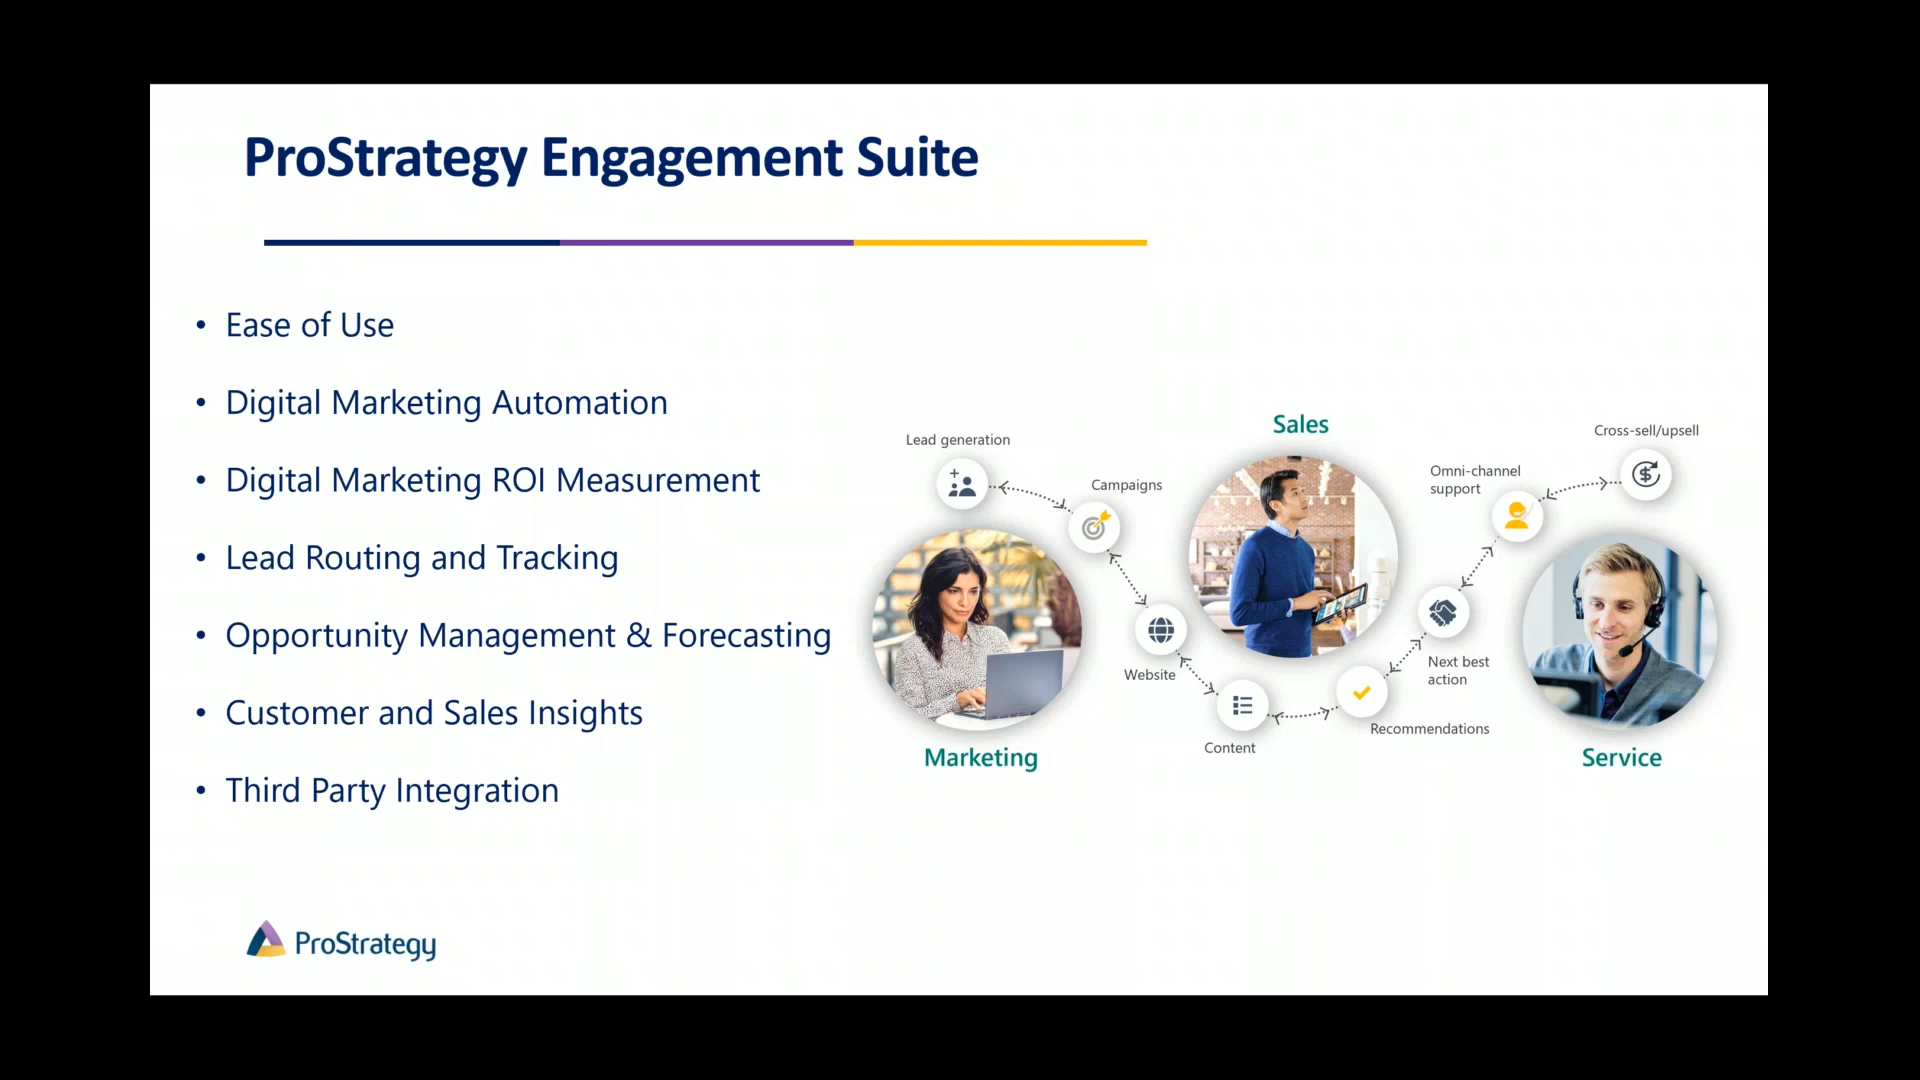 ProStrategy Engagement Suite
• Ease of Use
• Digital Marketing Automation
• Digital Marketing ROI Measurement
• Lead Routing and Tracking
• Opportunity Management & Forecasting
• Customer and Sales Insights
• Third Party Integration
Lead generation
Campaigns
Website
Content
Marketing
Sales
Recommendations
Next best
action
Omni-channel
support
Cross-sell/upsell
Service
ProStrategy